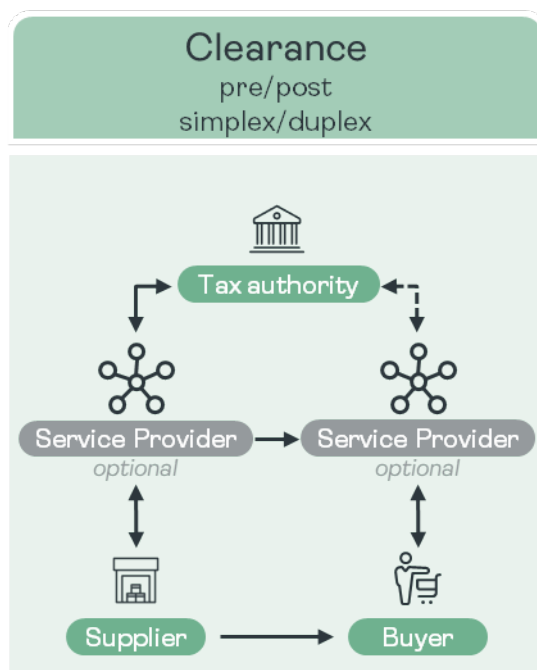 Clearance
pre/post
simplex/duplex
Tax authority
Service Provider
Service Provider
optional
optional
Supplier
Buyer